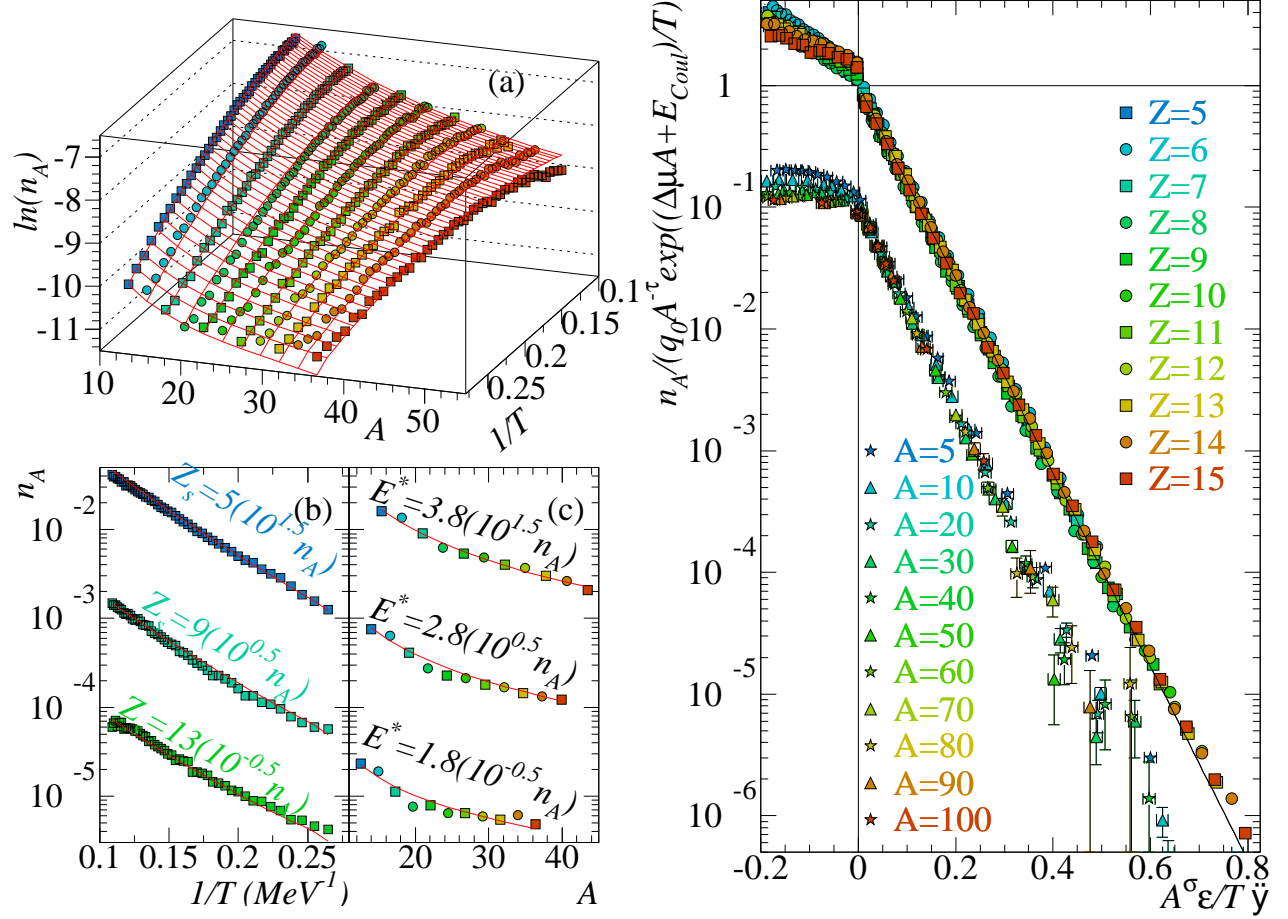 (a)
ln(n_A)
-7
-8
-9
-10
-11
10 20 30 40 50
A
0.1
0.15
0.2
0.25
1/T
n_A
10^-2
10^-3
10^-4
10^-5
(b)
Z_s=5(10^1.5 n_A)
Z_s=9(10^0.5 n_A)
Z_s=13(10^-0.5 n_A)
0.1 0.15 0.2 0.25
1/T (MeV^-1)
(c)
E^*=3.8(10^1.5 n_A)
E^*=2.8(10^0.5 n_A)
E^*=1.8(10^-0.5 n_A)
20 30 40
A
n_A/(q_0A^-τ exp((ΔμA+E_Coul)/T)
1
10^-1
10^-2
10^-3
10^-4
10^-5
10^-6
Z=5
Z=6
Z=7
Z=8
Z=9
Z=10
Z=11
Z=12
Z=13
Z=14
Z=15
A=5
A=10
A=20
A=30
A=40
A=50
A=60
A=70
A=80
A=90
A=100
-0.2 0 0.2 0.4 0.6 0.8
A^σ ε/T ÿ